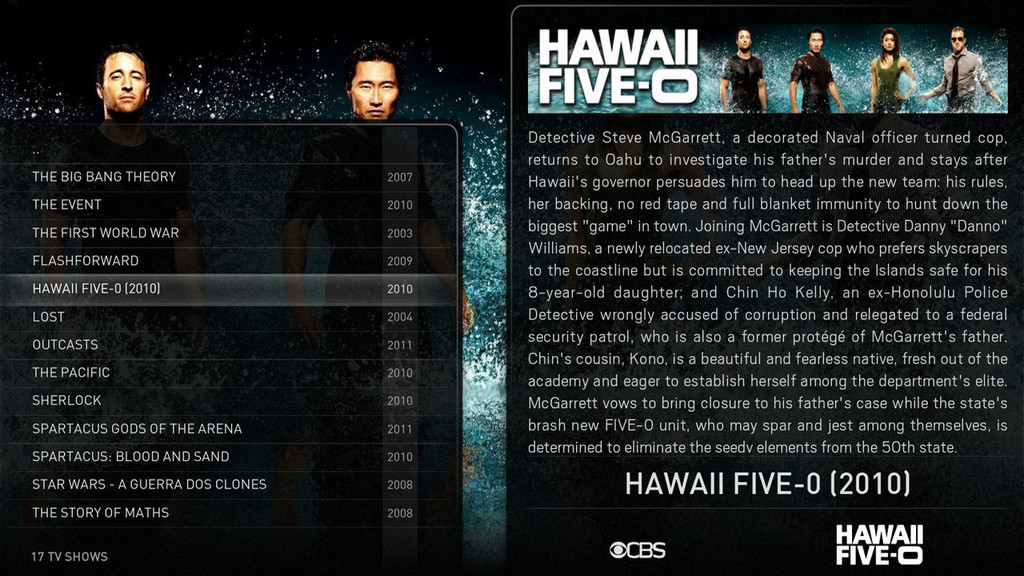 ..
THE BIG BANG THEORY 2007
THE EVENT 2010
THE FIRST WORLD WAR 2003
FLASHFORWARD 2009
HAWAII FIVE-0 (2010) 2010
LOST 2004
OUTCASTS 2011
THE PACIFIC 2010
SHERLOCK 2010
SPARTACUS GODS OF THE ARENA 2011
SPARTACUS: BLOOD AND SAND 2010
STAR WARS - A GUERRA DOS CLONES 2008
THE STORY OF MATHS 2008
17 TV SHOWS
HAWAII
FIVE-O
Detective Steve McGarrett, a decorated Naval officer turned cop,
returns to Oahu to investigate his father's murder and stays after
Hawaii's governor persuades him to head up the new team: his rules,
her backing, no red tape and full blanket immunity to hunt down the
biggest "game" in town. Joining McGarrett is Detective Danny "Danno"
Williams, a newly relocated ex-New Jersey cop who prefers skyscrapers
to the coastline but is committed to keeping the Islands safe for his
8-year-old daughter; and Chin Ho Kelly, an ex-Honolulu Police
Detective wrongly accused of corruption and relegated to a federal
security patrol, who is also a former protégé of McGarrett's father.
Chin's cousin, Kono, is a beautiful and fearless native, fresh out of the
academy and eager to establish herself among the department's elite.
McGarrett vows to bring closure to his father's case while the state's
brash new FIVE-O unit, who may spar and jest among themselves, is
determined to eliminate the seedy elements from the 50th state.
HAWAII FIVE-0 (2010)
CBS
HAWAII
FIVE-O